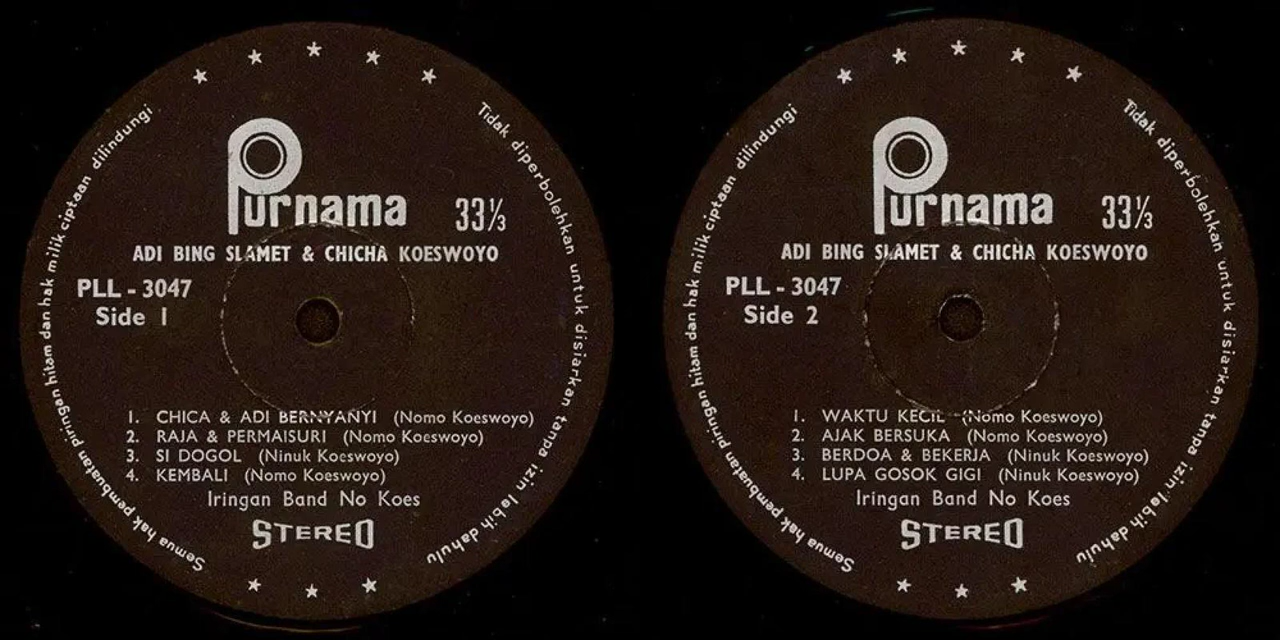 Semua hak pembuatan piringan hitam dan hak milik ciptaan dilindungi
Tidak diperbolehkan untuk disiarkan tanpa izin lebih dahulu
Purnama
33⅓
ADI BING SLAMET & CHICHA KOESWOYO
PLL - 3047
Side 1
1. CHICA & ADI BERNYANYI (Nomo Koeswoyo)
2. RAJA & PERMAISURI (Nomo Koeswoyo)
3. SI DOGOL (Ninuk Koeswoyo)
4. KEMBALI (Nomo Koeswoyo)
Iringan Band No Koes
STEREO
Semua hak pembuatan piringan hitam dan hak milik ciptaan dilindungi
Tidak diperbolehkan untuk disiarkan tanpa izin lebih dahulu
Purnama
33⅓
ADI BING SLAMET & CHICHA KOESWOYO
PLL - 3047
Side 2
1. WAKTU KECIL (Nomo Koeswoyo)
2. AJAK BERSUKA (Nomo Koeswoyo)
3. BERDOA & BEKERJA (Ninuk Koeswoyo)
4. LUPA GOSOK GIGI (Ninuk Koeswoyo)
Iringan Band No Koes
STEREO